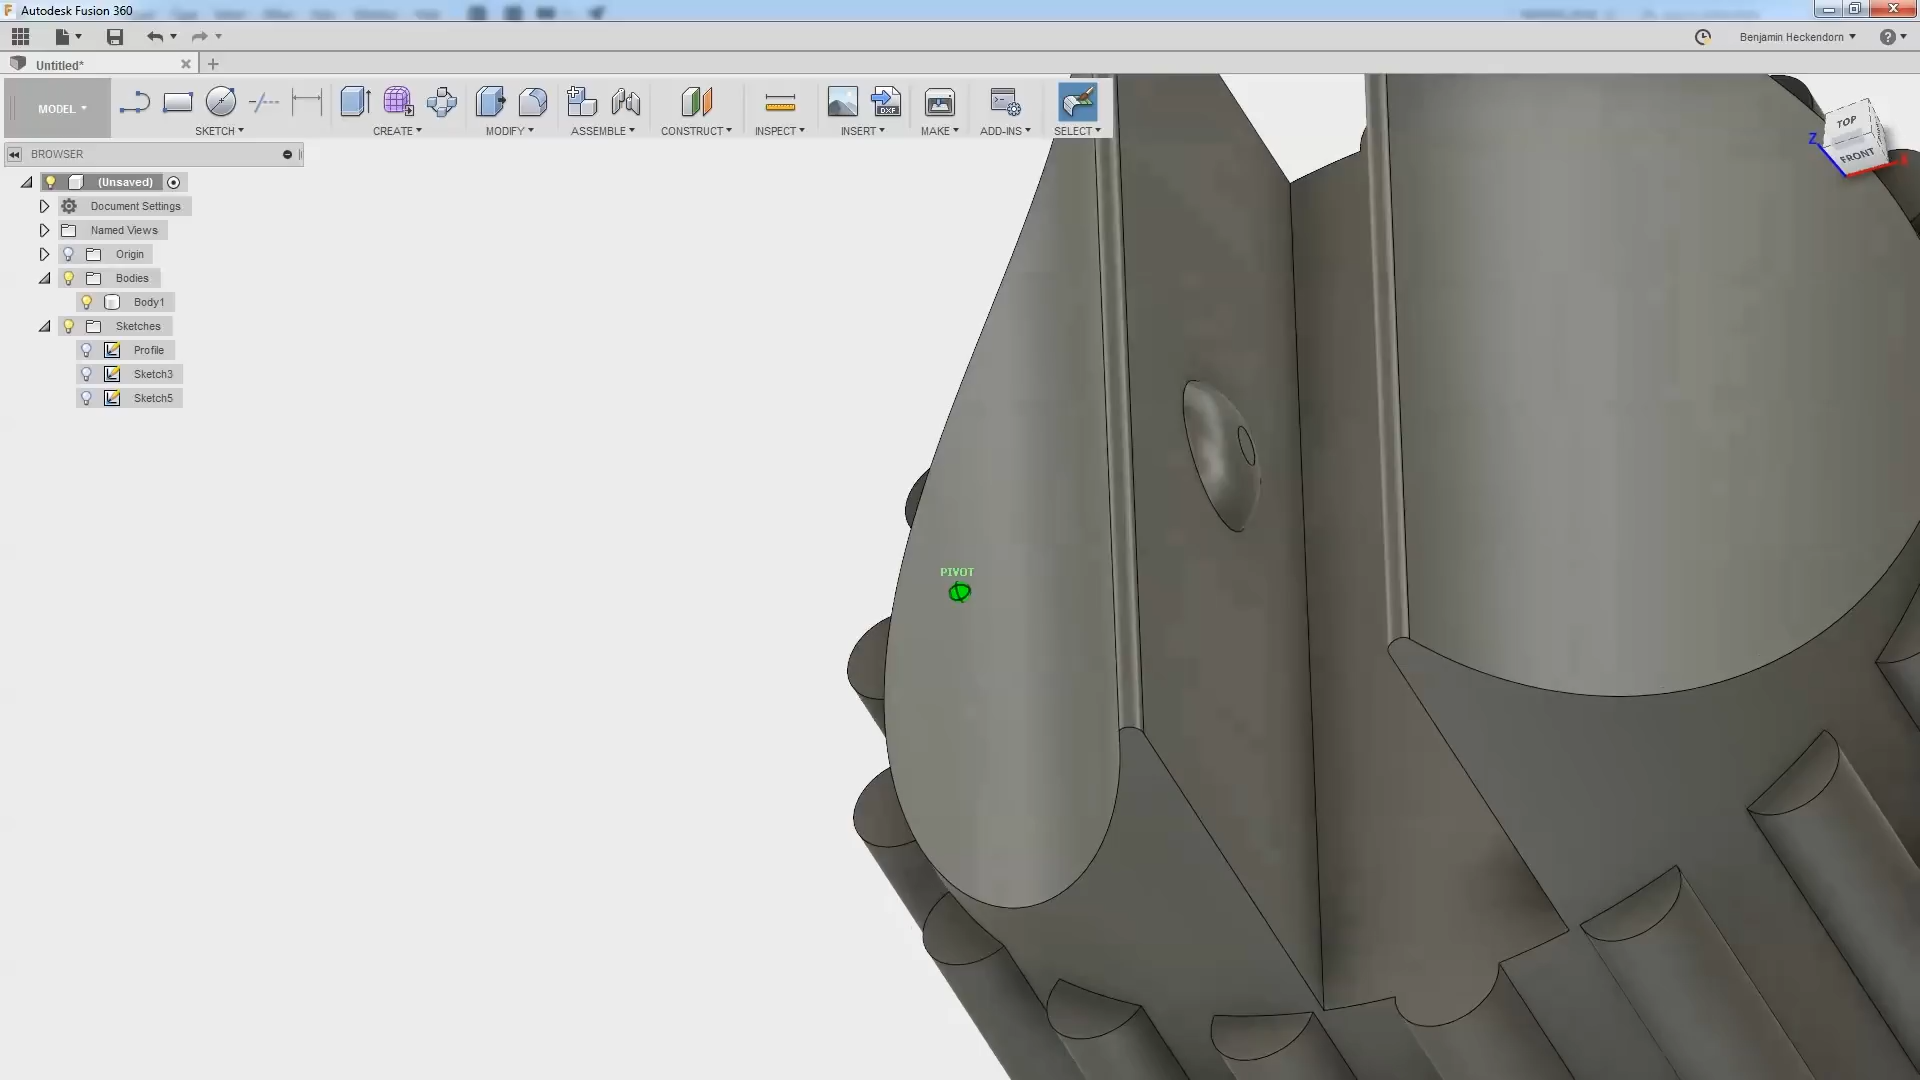 Autodesk Fusion 360
Benjamin Heckendorn
Untitled*
MODEL
SKETCH
CREATE
MODIFY
ASSEMBLE
CONSTRUCT
INSPECT
INSERT
MAKE
ADD-INS
SELECT
DXF
BROWSER
(Unsaved)
Document Settings
Named Views
Origin
Bodies
Body1
Sketches
Profile
Sketch3
Sketch5
PIVOT
TOP
FRONT
Z